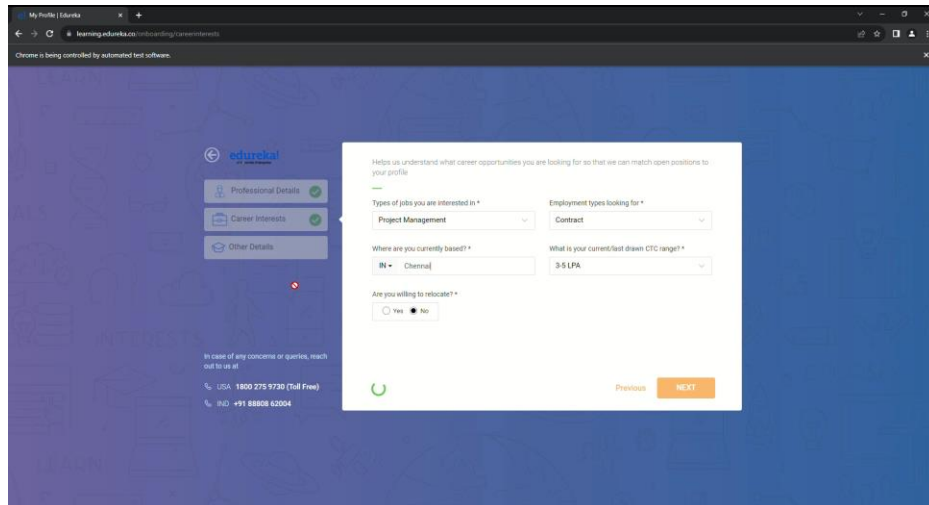 My Profile | Edureka
learning.edureka.co/onboarding/careerinterests
Chrome is being controlled by automated test software.
edureka!
Professional Details
Career Interests
Other Details
In case of any concerns or queries, reach
out to us at
USA 1800 275 9730 (Toll Free)
IND +91 88808 62004
Helps us understand what career opportunities you are looking for so that we can match open positions to
your profile
Types of jobs you are interested in *
Employment types looking for *
Project Management
Contract
Where are you currently based? *
What is your current/last drawn CTC range? *
IN
Chennai
3-5 LPA
Are you willing to relocate? *
Yes
No
Previous
NEXT
LEARN
INTERESTS
LEARN